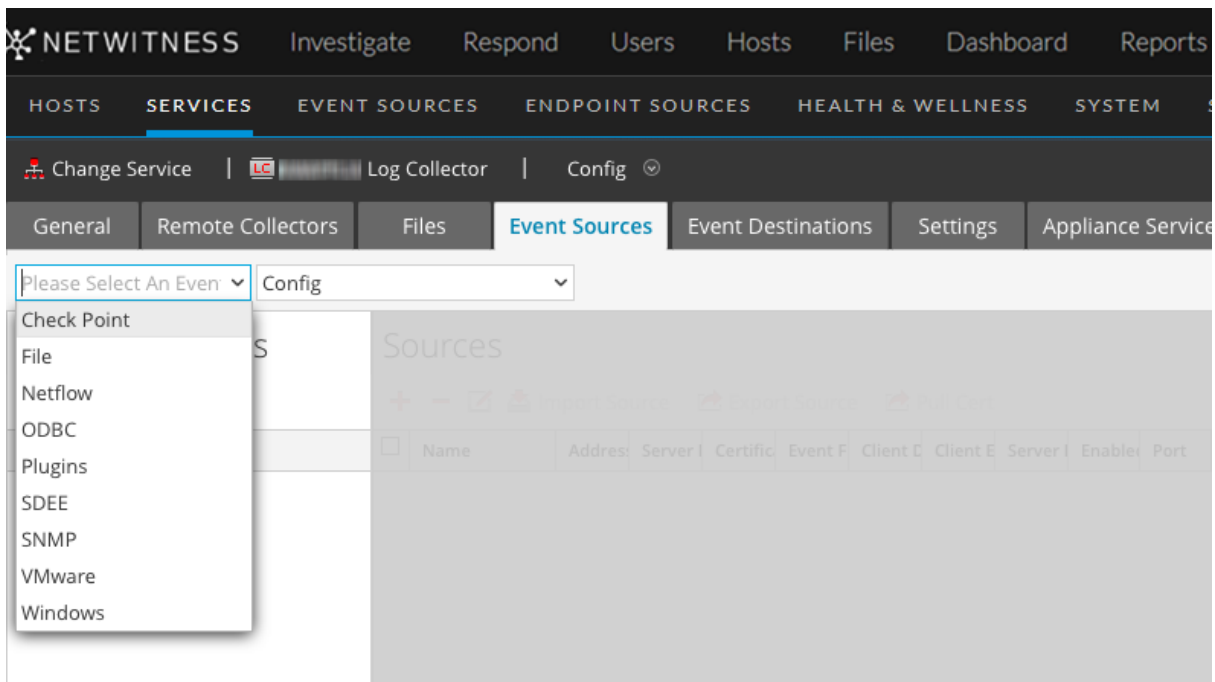 NETWITNESS Investigate Respond Users Hosts Files Dashboard Reports
HOSTS SERVICES EVENT SOURCES ENDPOINT SOURCES HEALTH & WELLNESS SYSTEM
Change Service | LC Log Collector | Config
General Remote Collectors Files Event Sources Event Destinations Settings Appliance Service
Please Select An Even Config
Check Point
File
Netflow
ODBC
Plugins
SDEE
SNMP
VMware
Windows
s Sources
Import Source Export Source Pull Cert
Name Addres Server Certific Event F Client D Client E Server Enable Port